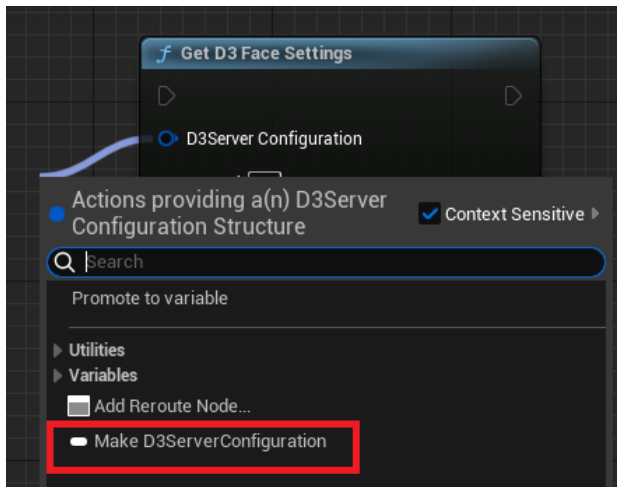 f Get D3 Face Settings
D3Server Configuration
Actions providing a(n) D3Server
Configuration Structure
Context Sensitive
Search
Promote to variable
Utilities
Variables
Add Reroute Node...
Make D3ServerConfiguration